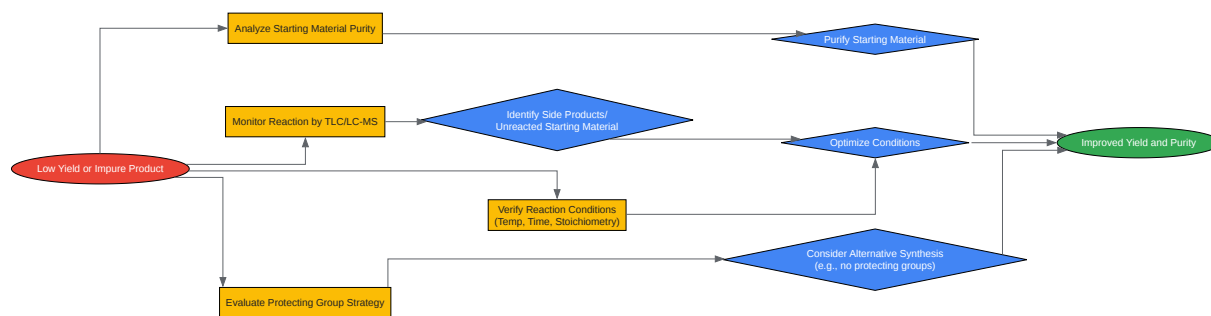 Analyze Starting Material Purity
Purify Starting Material
Monitor Reaction by TLC/LC-MS
Identify Side Products/
Unreacted Starting Material
Optimize Conditions
Improved Yield and Purity
Low Yield or Impure Product
Verify Reaction Conditions
(Temp, Time, Stoichiometry)
Consider Alternative Synthesis
(e.g., no protecting groups)
Evaluate Protecting Group Strategy